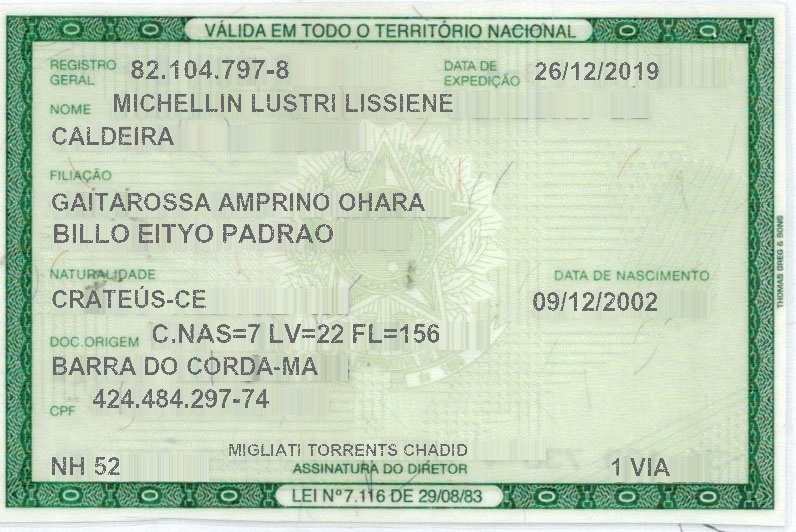 VÁLIDA EM TODO O TERRITÓRIO NACIONAL
REGISTRO GERAL 82.104.797-8 DATA DE EXPEDIÇÃO 26/12/2019
NOME MICHELLIN LUSTRI LISSIENE
CALDEIRA
FILIAÇÃO
GAITAROSSA AMPRINO OHARA
BILLO EITYO PADRAO
NATURALIDADE DATA DE NASCIMENTO
CRATEÚS-CE 09/12/2002
DOC.ORIGEM C.NAS=7 LV=22 FL=156
BARRA DO CORDA-MA
CPF 424.484.297-74
MIGLIATI TORRENTS CHADID
NH 52 ASSINATURA DO DIRETOR 1 VIA
LEI Nº 7.116 DE 29/08/83
THOMAS GREG & SONS